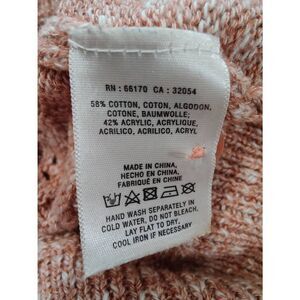 RN : 66170 CA : 32054
58% COTTON, COTON, ALGODON,
COTONE, BAUMWOLLE;
42% ACRYLIC, ACRYLIQUE,
ACRILICO, ACRILICO, ACRYL
MADE IN CHINA,
HECHO EN CHINA,
FABRIQUÉ EN CHINE
HAND WASH SEPARATELY IN
COLD WATER. DO NOT BLEACH.
LAY FLAT TO DRY.
COOL IRON IF NECESSARY